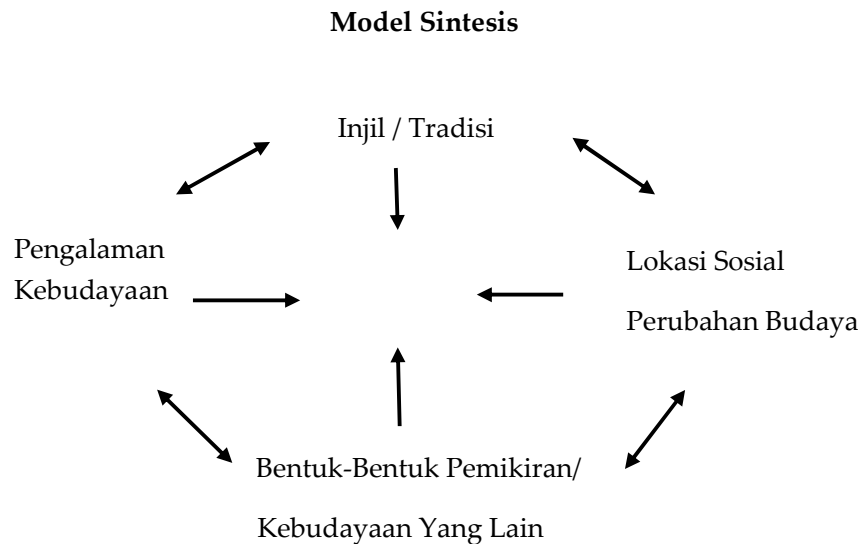 Model Sintesis
Injil / Tradisi
Pengalaman
Kebudayaan
Lokasi Sosial
Perubahan Budaya
Bentuk-Bentuk Pemikiran/
Kebudayaan Yang Lain